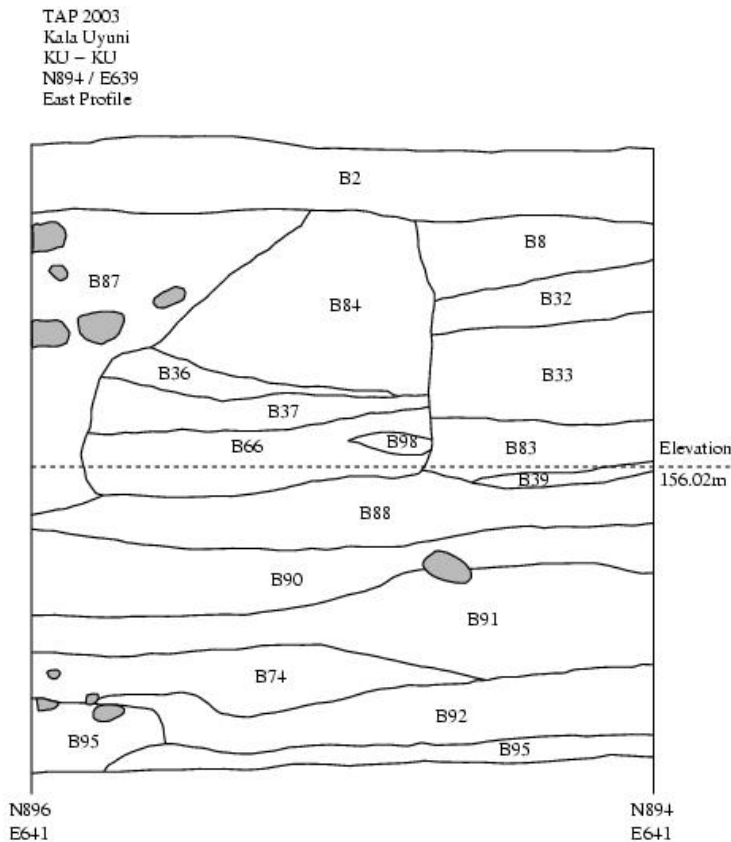 TAP 2003
Kala Uyuni
KU – KU
N894 / E639
East Profile
B2
B8
B87
B32
B84
B36
B33
B37
B66
B98
B83
Elevation
B39
156.02m
B88
B90
B91
B74
B92
B95
B95
N896
E641
N894
E641